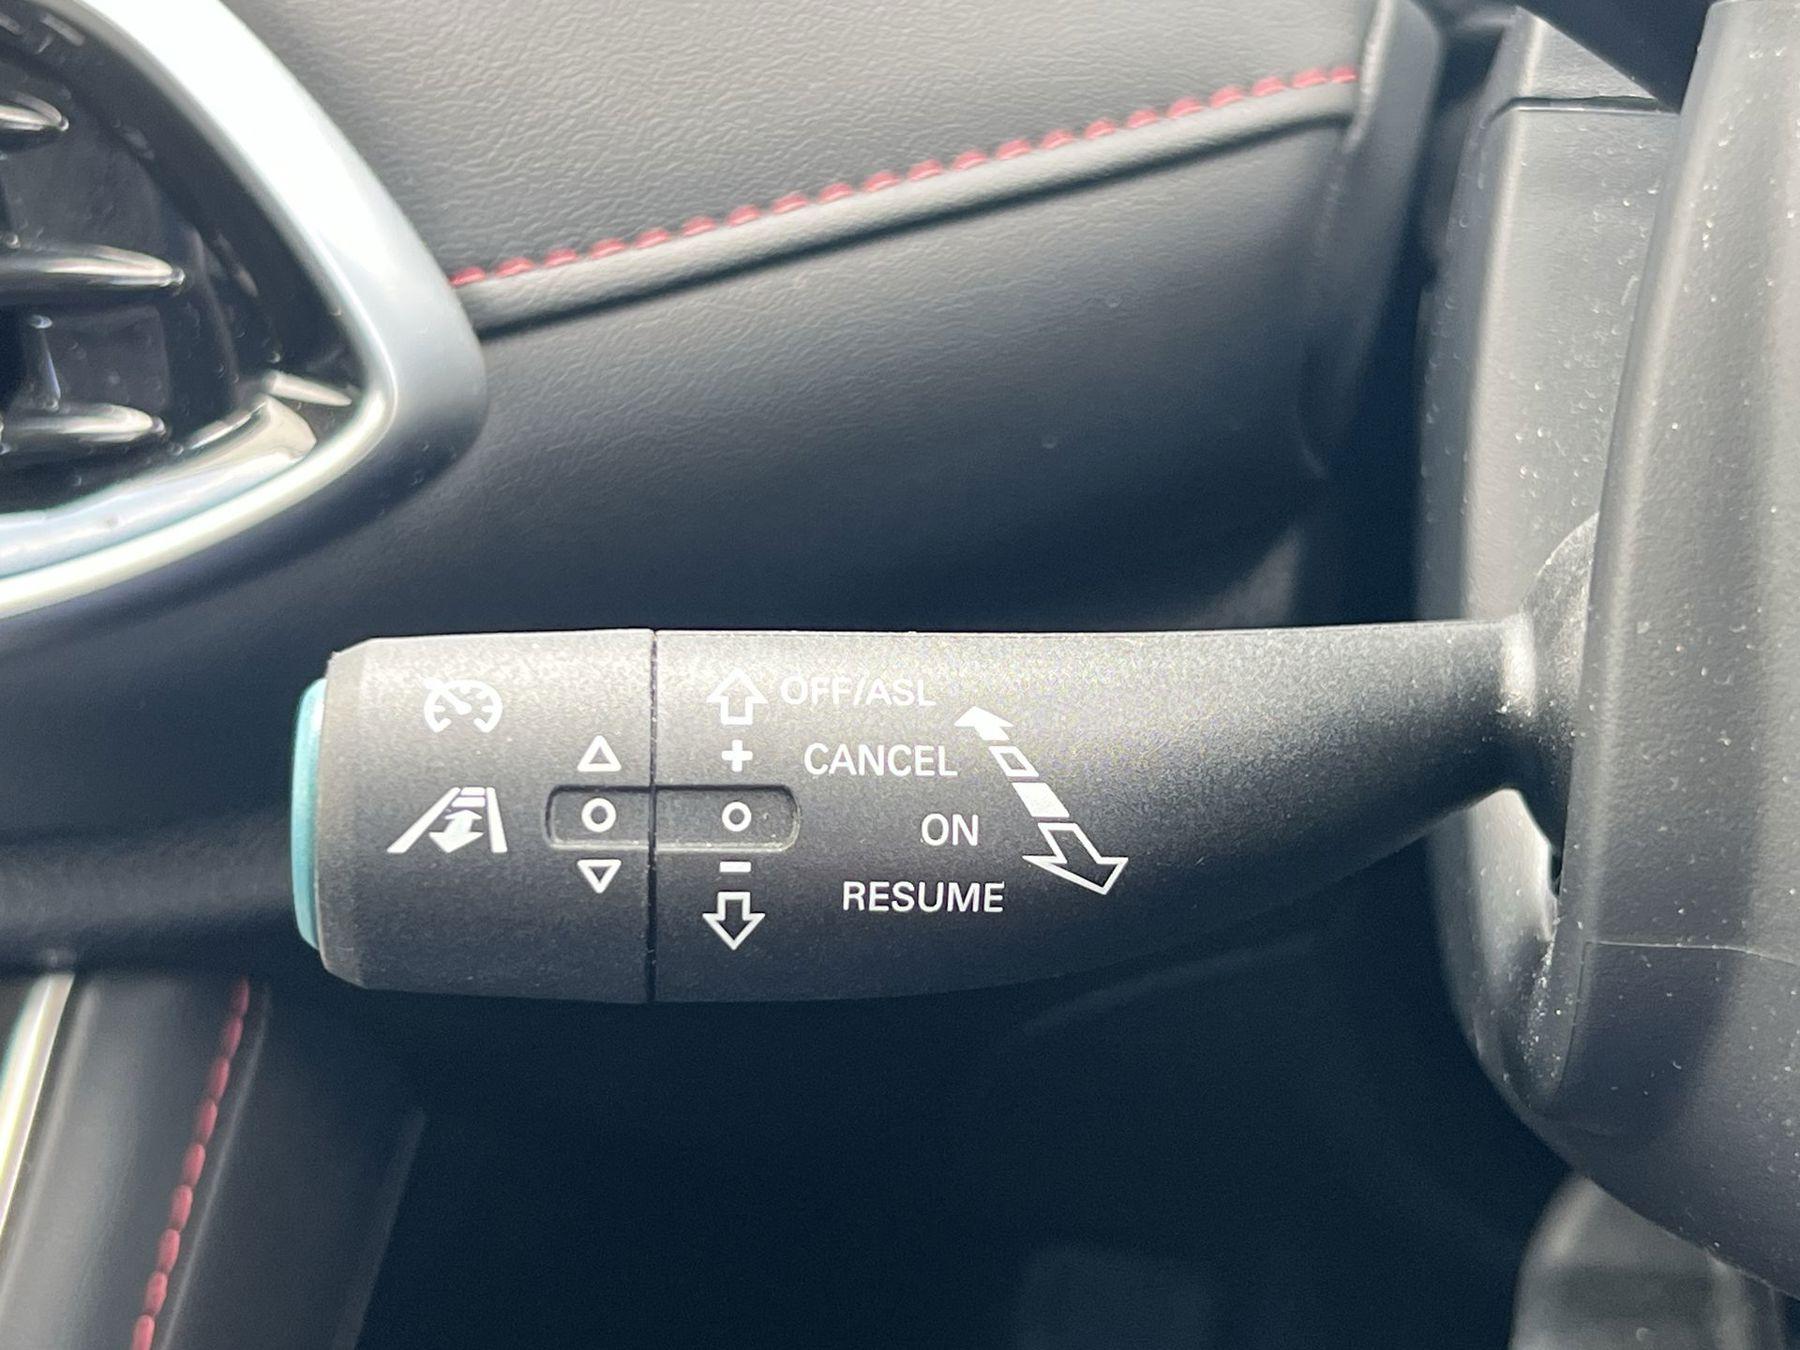 OFF/ASL
+ CANCEL
ON
–
RESUME